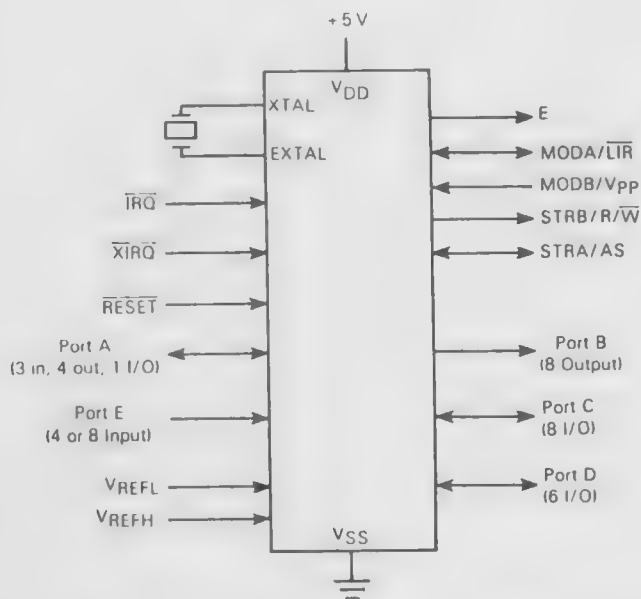 +5 V
VDD
XTAL
EXTAL
IRQ
XIRQ
RESET
Port A
(3 in, 4 out, 1 I/O)
Port E
(4 or 8 Input)
VREFL
VREFH
VSS
E
MODA/LIR
MODB/VPP
STRB/R/W
STRA/AS
Port B
(8 Output)
Port C
(8 I/O)
Port D
(6 I/O)